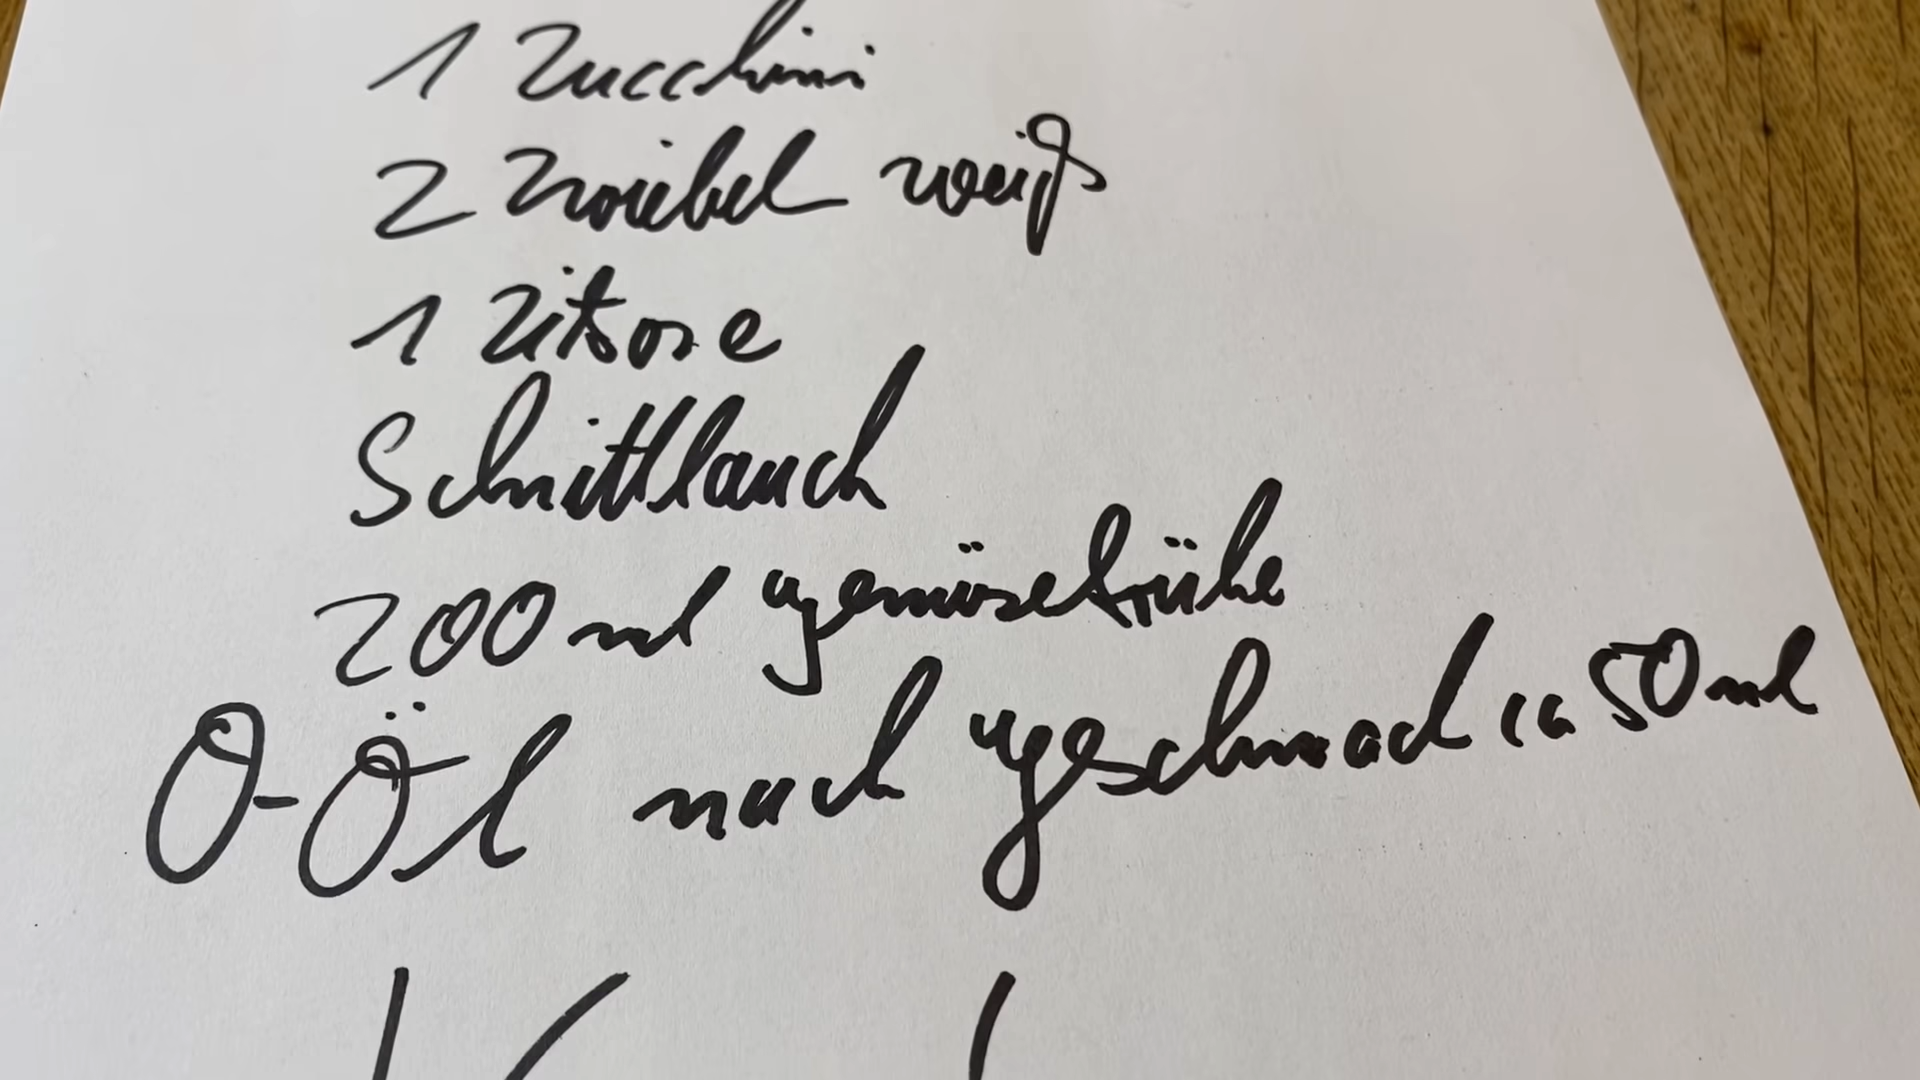 1 Zucchini
2 Zwiebel weiß
1 Zitrone
Schnittlauch
200 ml gemüsebrühe
O-Öl nach geschmack ca 50 ml